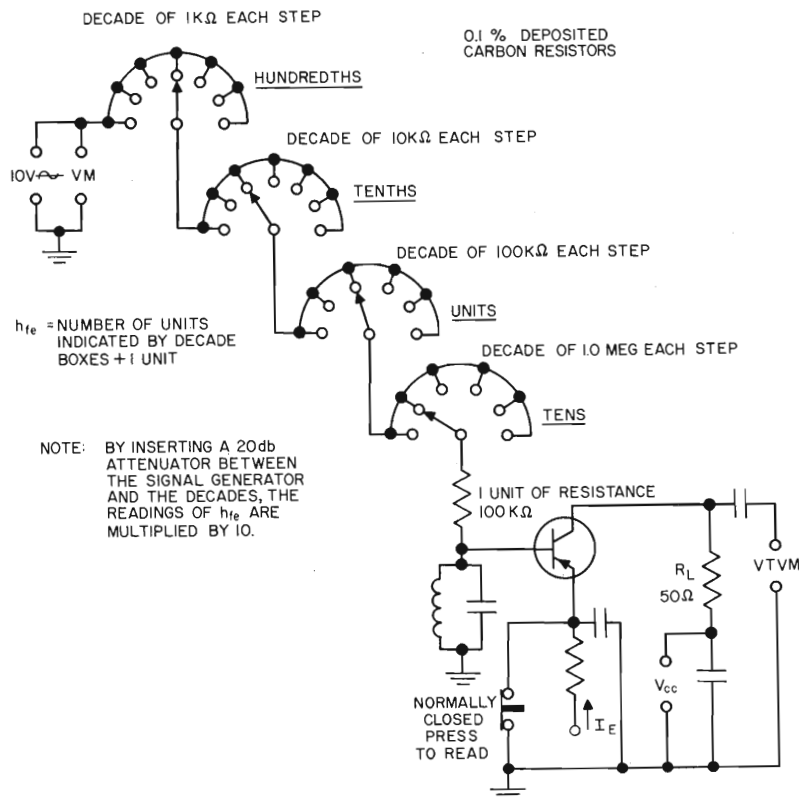 DECADE OF 1KΩ EACH STEP
0.1 % DEPOSITED
CARBON RESISTORS
HUNDREDTHS
DECADE OF 10KΩ EACH STEP
10V VM
TENTHS
DECADE OF 100KΩ EACH STEP
UNITS
hfe = NUMBER OF UNITS
INDICATED BY DECADE
BOXES + 1 UNIT
DECADE OF 1.0 MEG EACH STEP
TENS
NOTE: BY INSERTING A 20db
ATTENUATOR BETWEEN
THE SIGNAL GENERATOR
AND THE DECADES, THE
READINGS OF hfe ARE
MULTIPLIED BY 10.
1 UNIT OF RESISTANCE
100 KΩ
RL
50Ω
VTVM
Vcc
NORMALLY
CLOSED
PRESS
TO READ
IE